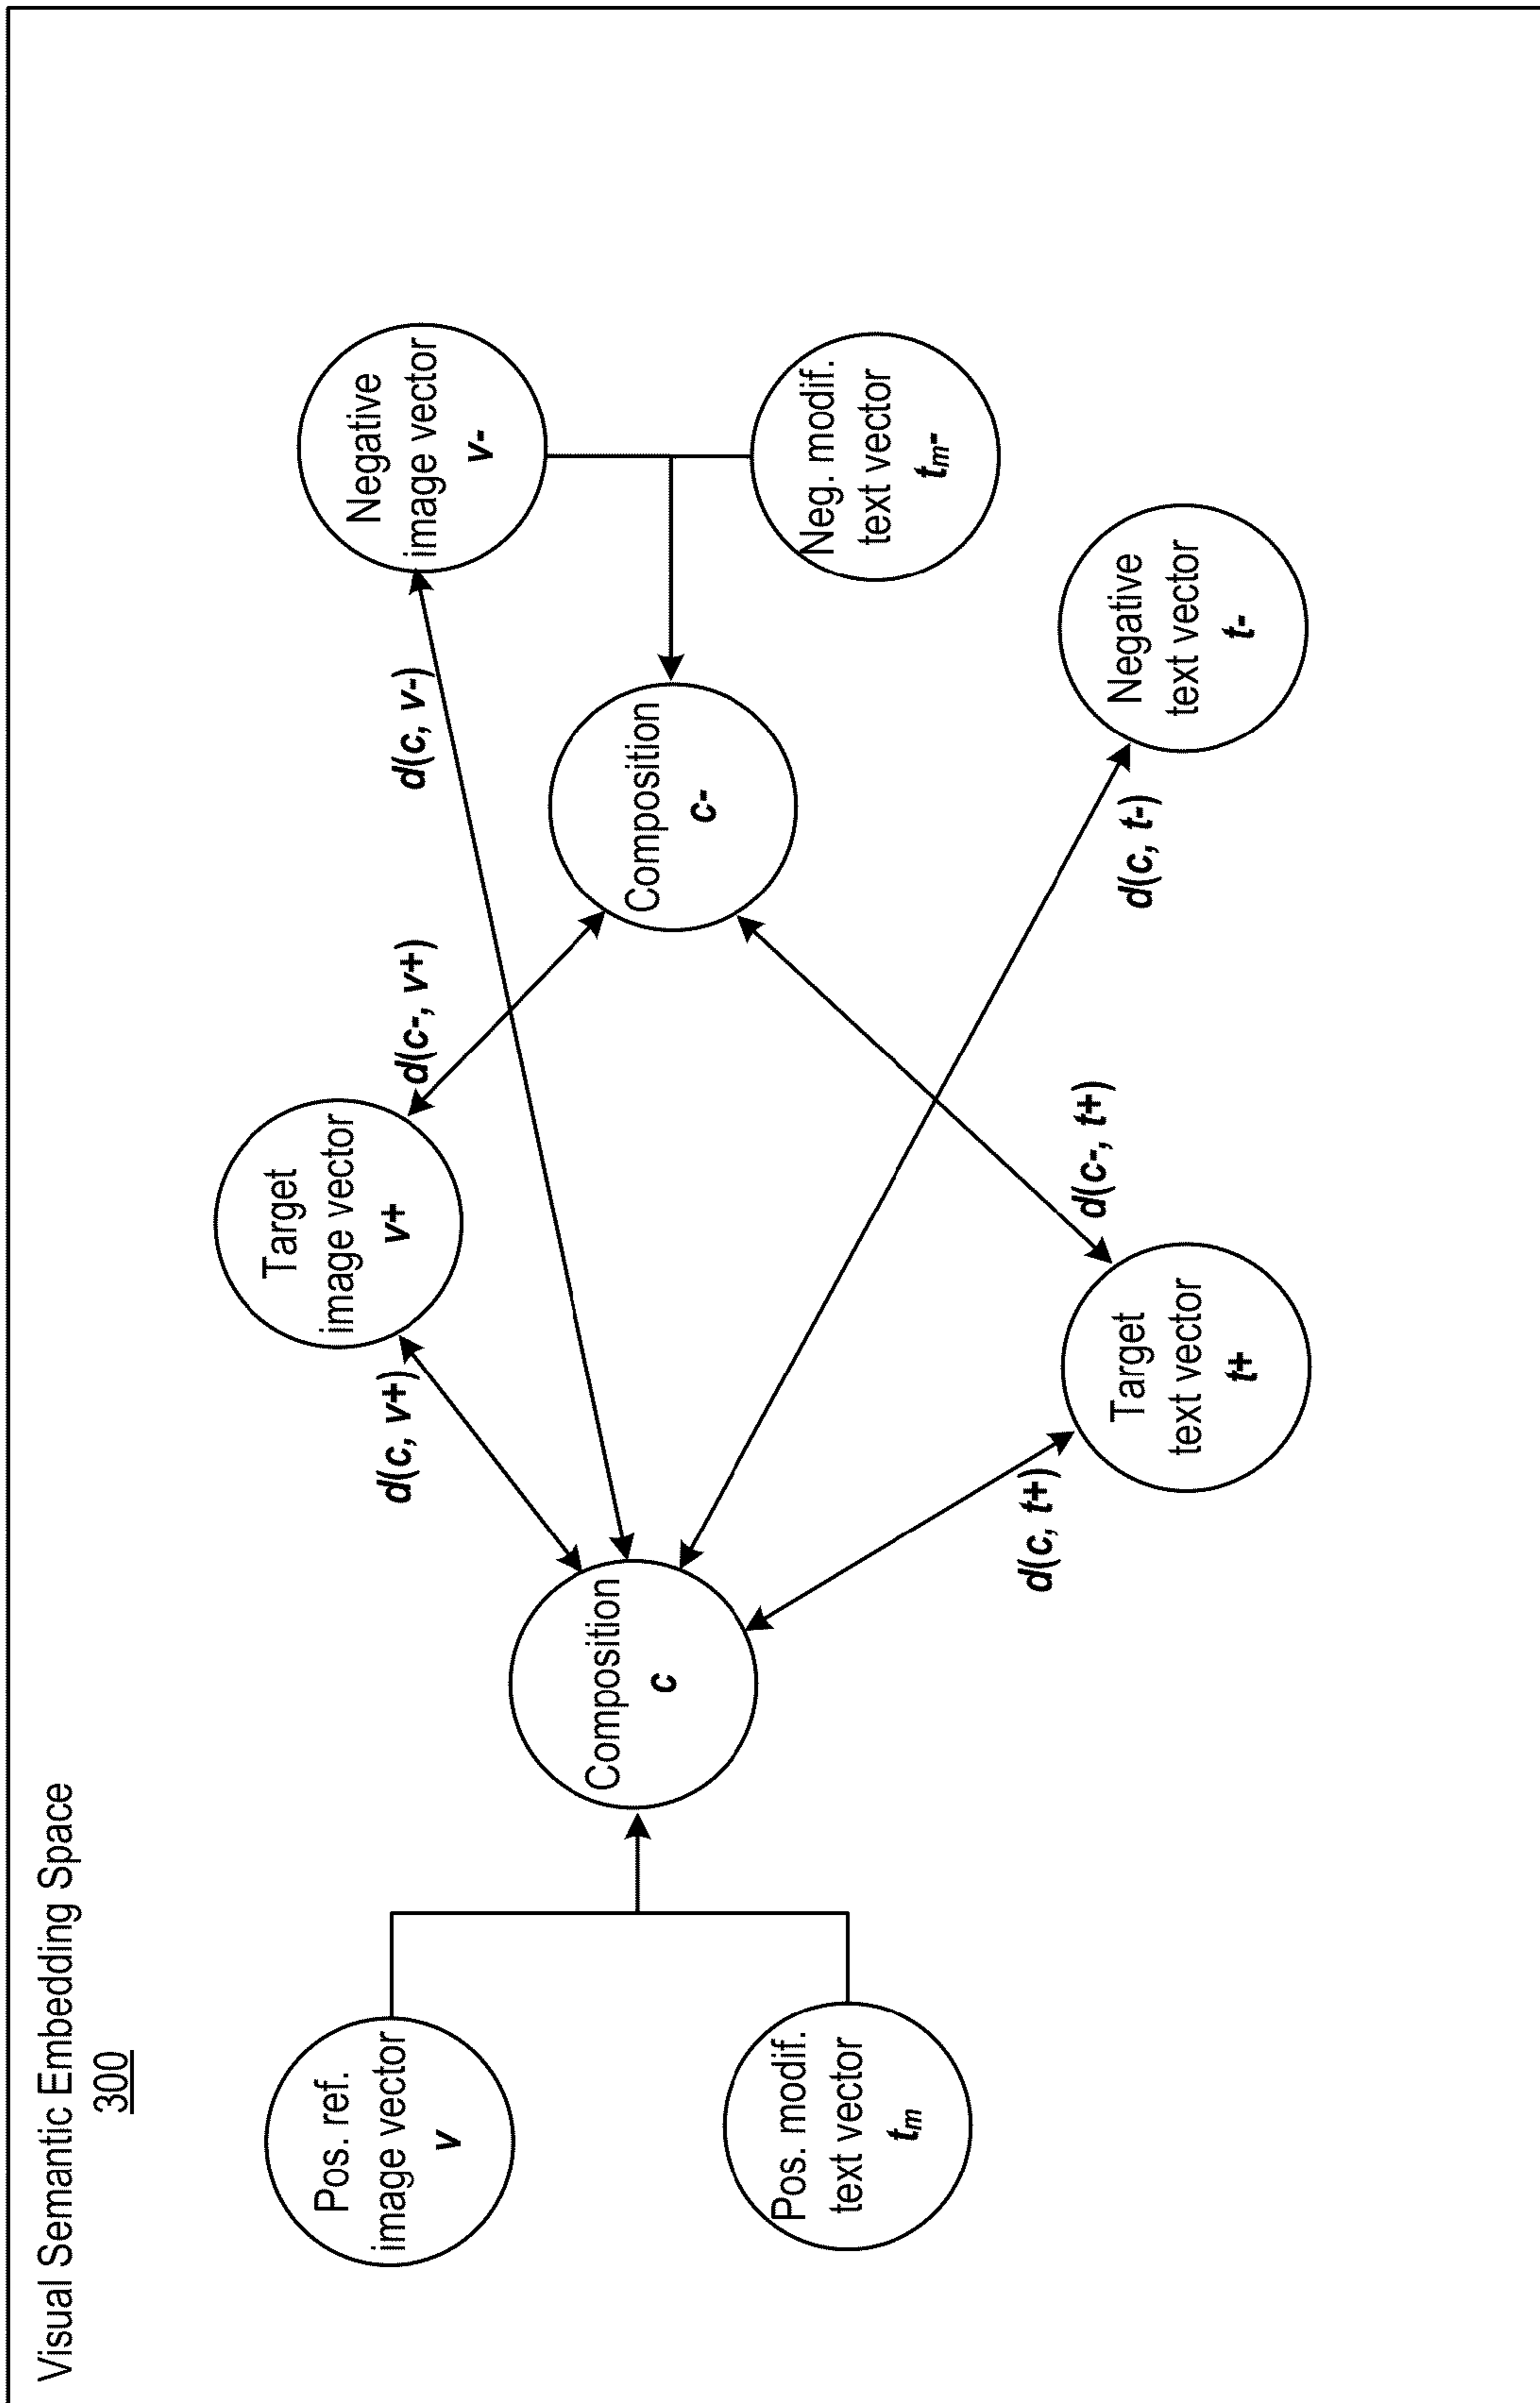 Visual Semantic Embedding Space
300
Pos. ref.
image vector
v
Pos. modif.
text vector
tm
Composition
c
d(c, v+)
Target
image vector
v+
d(c, t+)
Target
text vector
t+
d(c-, v+)
d(c-, t+)
Composition
c-
d(c, v-)
d(c, t-)
Negative
image vector
v-
Neg. modif.
text vector
tm-
Negative
text vector
t-